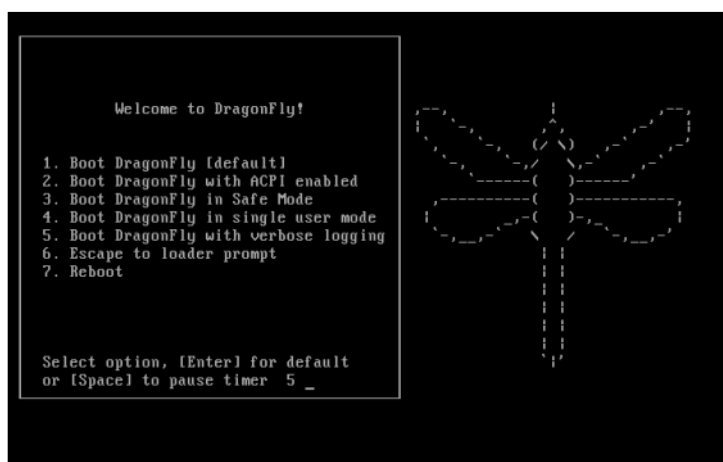 Welcome to DragonFly!
1. Boot DragonFly [default]
2. Boot DragonFly with ACPI enabled
3. Boot DragonFly in Safe Mode
4. Boot DragonFly in single user mode
5. Boot DragonFly with verbose logging
6. Escape to loader prompt
7. Reboot
Select option, [Enter] for default
or [Space] to pause timer  5 _